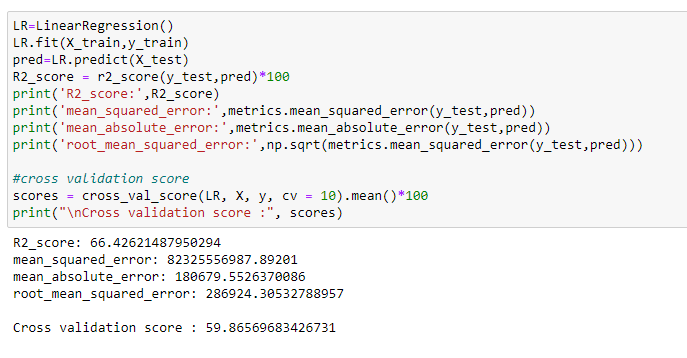 LR=LinearRegression()
LR.fit(X_train,y_train)
pred=LR.predict(X_test)
R2_score = r2_score(y_test,pred)*100
print('R2_score:',R2_score)
print('mean_squared_error:',metrics.mean_squared_error(y_test,pred))
print('mean_absolute_error:',metrics.mean_absolute_error(y_test,pred))
print('root_mean_squared_error:',np.sqrt(metrics.mean_squared_error(y_test,pred)))
#cross validation score
scores = cross_val_score(LR, X, y, cv = 10).mean()*100
print("\nCross validation score :", scores)
R2_score: 66.42621487950294
mean_squared_error: 82325556987.89201
mean_absolute_error: 180679.5526370086
root_mean_squared_error: 286924.30532788957
Cross validation score : 59.86569683426731